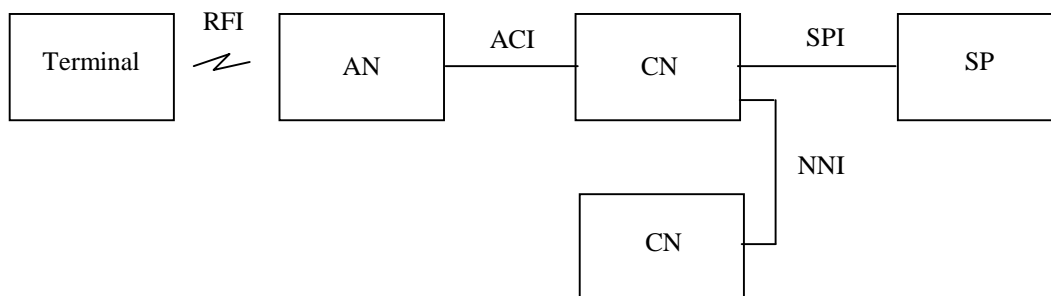 RFI
ACI
SPI
Terminal
AN
CN
SP
NNI
CN